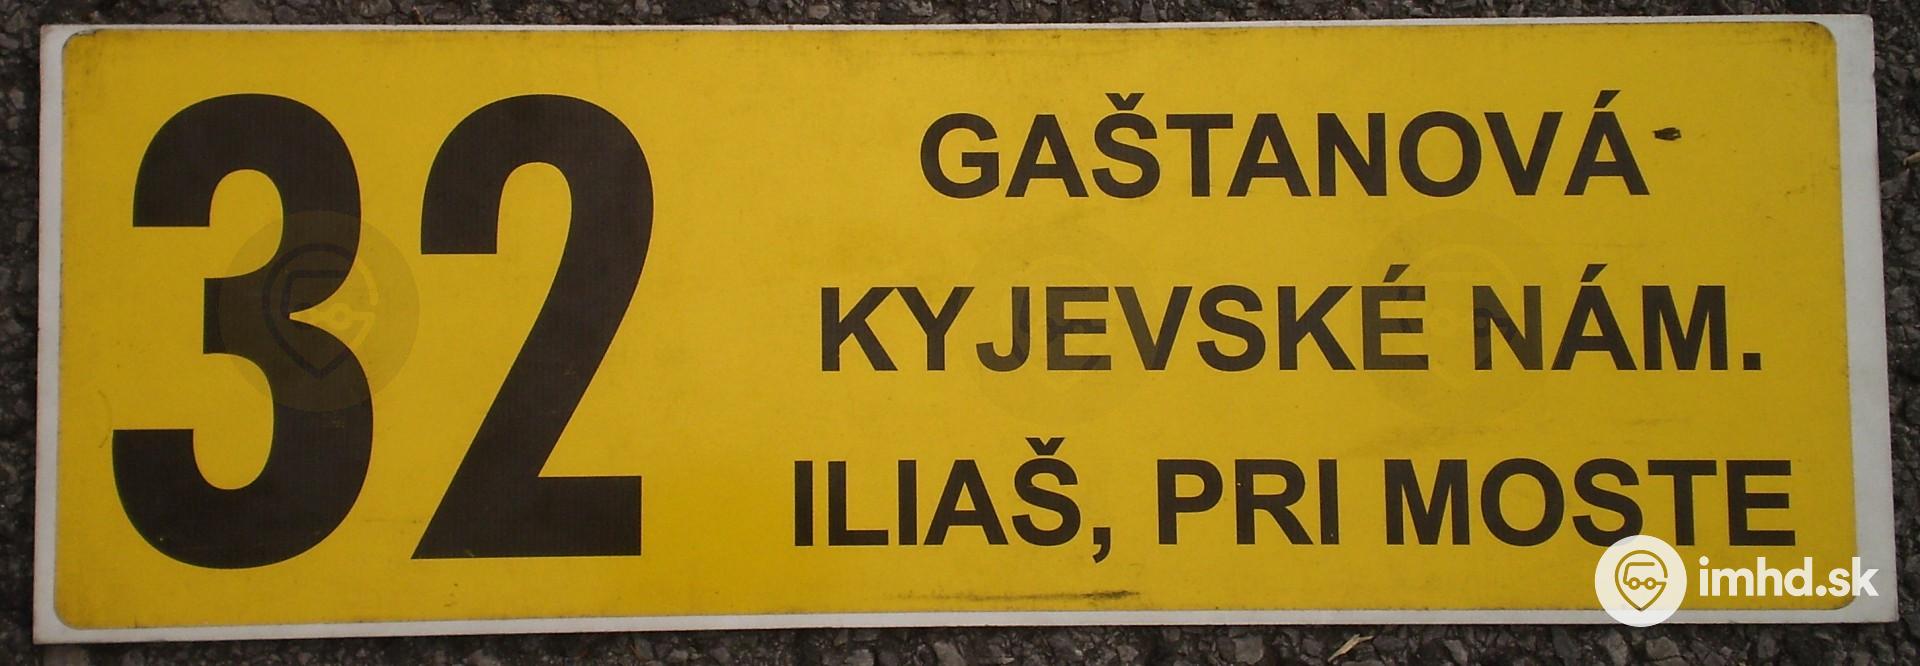 32
GAŠTANOVÁ
KYJEVSKÉ NÁM.
ILIAŠ, PRI MOSTE
imhd.sk